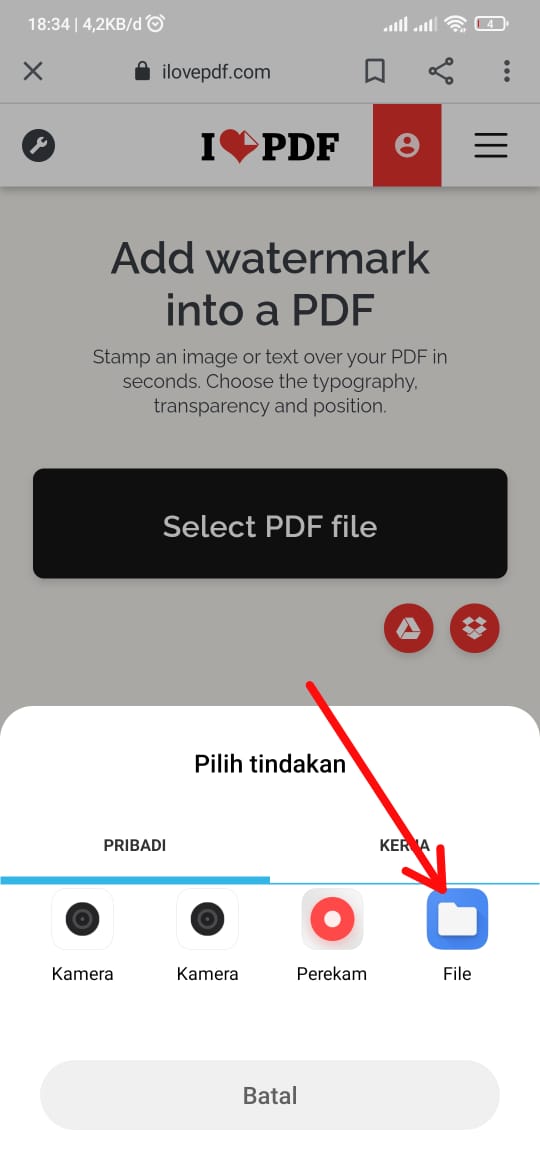 18:34 | 4,2KB/d
4
ilovepdf.com
I PDF
Add watermark
into a PDF
Stamp an image or text over your PDF in
seconds. Choose the typography,
transparency and position.
Select PDF file
Pilih tindakan
PRIBADI
KERJA
Kamera
Kamera
Perekam
File
Batal